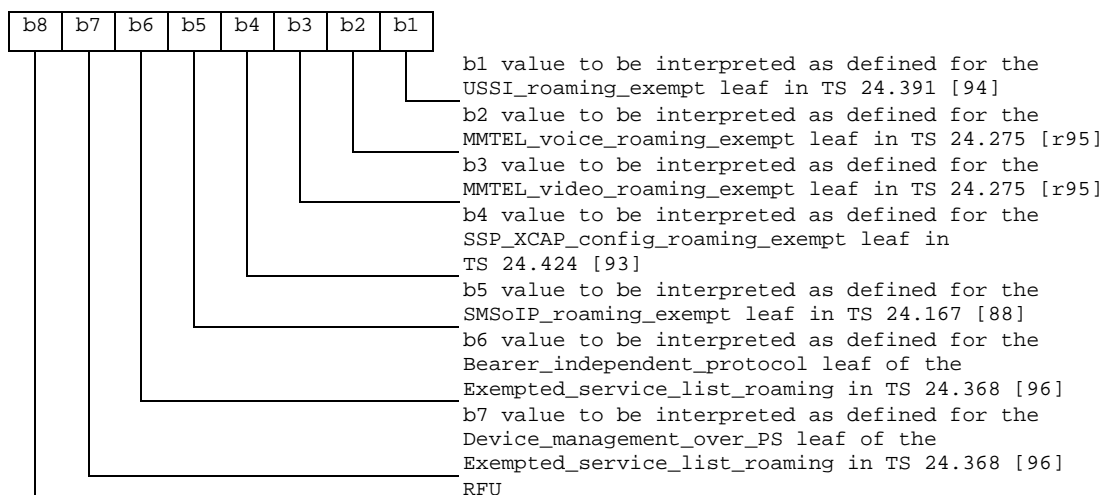 b8 b7 b6 b5 b4 b3 b2 b1
b1 value to be interpreted as defined for the
USSI_roaming_exempt leaf in TS 24.391 [94]
b2 value to be interpreted as defined for the
MMTEL_voice_roaming_exempt leaf in TS 24.275 [r95]
b3 value to be interpreted as defined for the
MMTEL_video_roaming_exempt leaf in TS 24.275 [r95]
b4 value to be interpreted as defined for the
SSP_XCAP_config_roaming_exempt leaf in
TS 24.424 [93]
b5 value to be interpreted as defined for the
SMSoIP_roaming_exempt leaf in TS 24.167 [88]
b6 value to be interpreted as defined for the
Bearer_independent_protocol leaf of the
Exempted_service_list_roaming in TS 24.368 [96]
b7 value to be interpreted as defined for the
Device_management_over_PS leaf of the
Exempted_service_list_roaming in TS 24.368 [96]
RFU